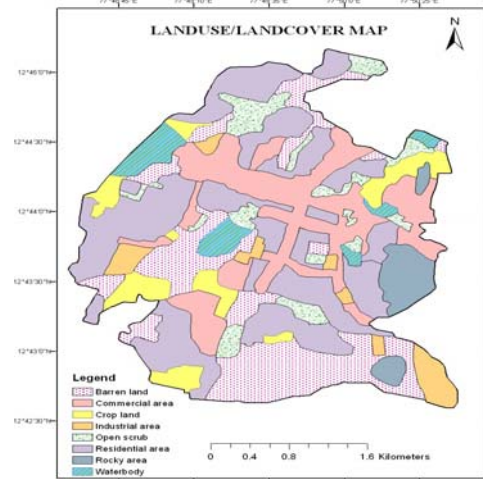 LANDUSE/LANDCOVER MAP
N
12°45'0"N
12°44'30"N
12°44'0"N
12°43'30"N
12°43'0"N
12°42'30"N
Legend
Barren land
Commercial area
Crop land
Industrial area
Open scrub
Residential area
Rocky area
Waterbody
0 0.4 0.8 1.6 Kilometers